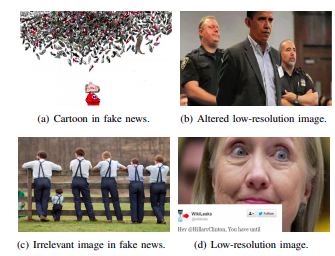 (a) Cartoon in fake news.
(b) Altered low-resolution image.
WikiLeaks
Follow
Hey @HillaryClinton, You have until
(c) Irrelevant image in fake news.
(d) Low-resolution image.